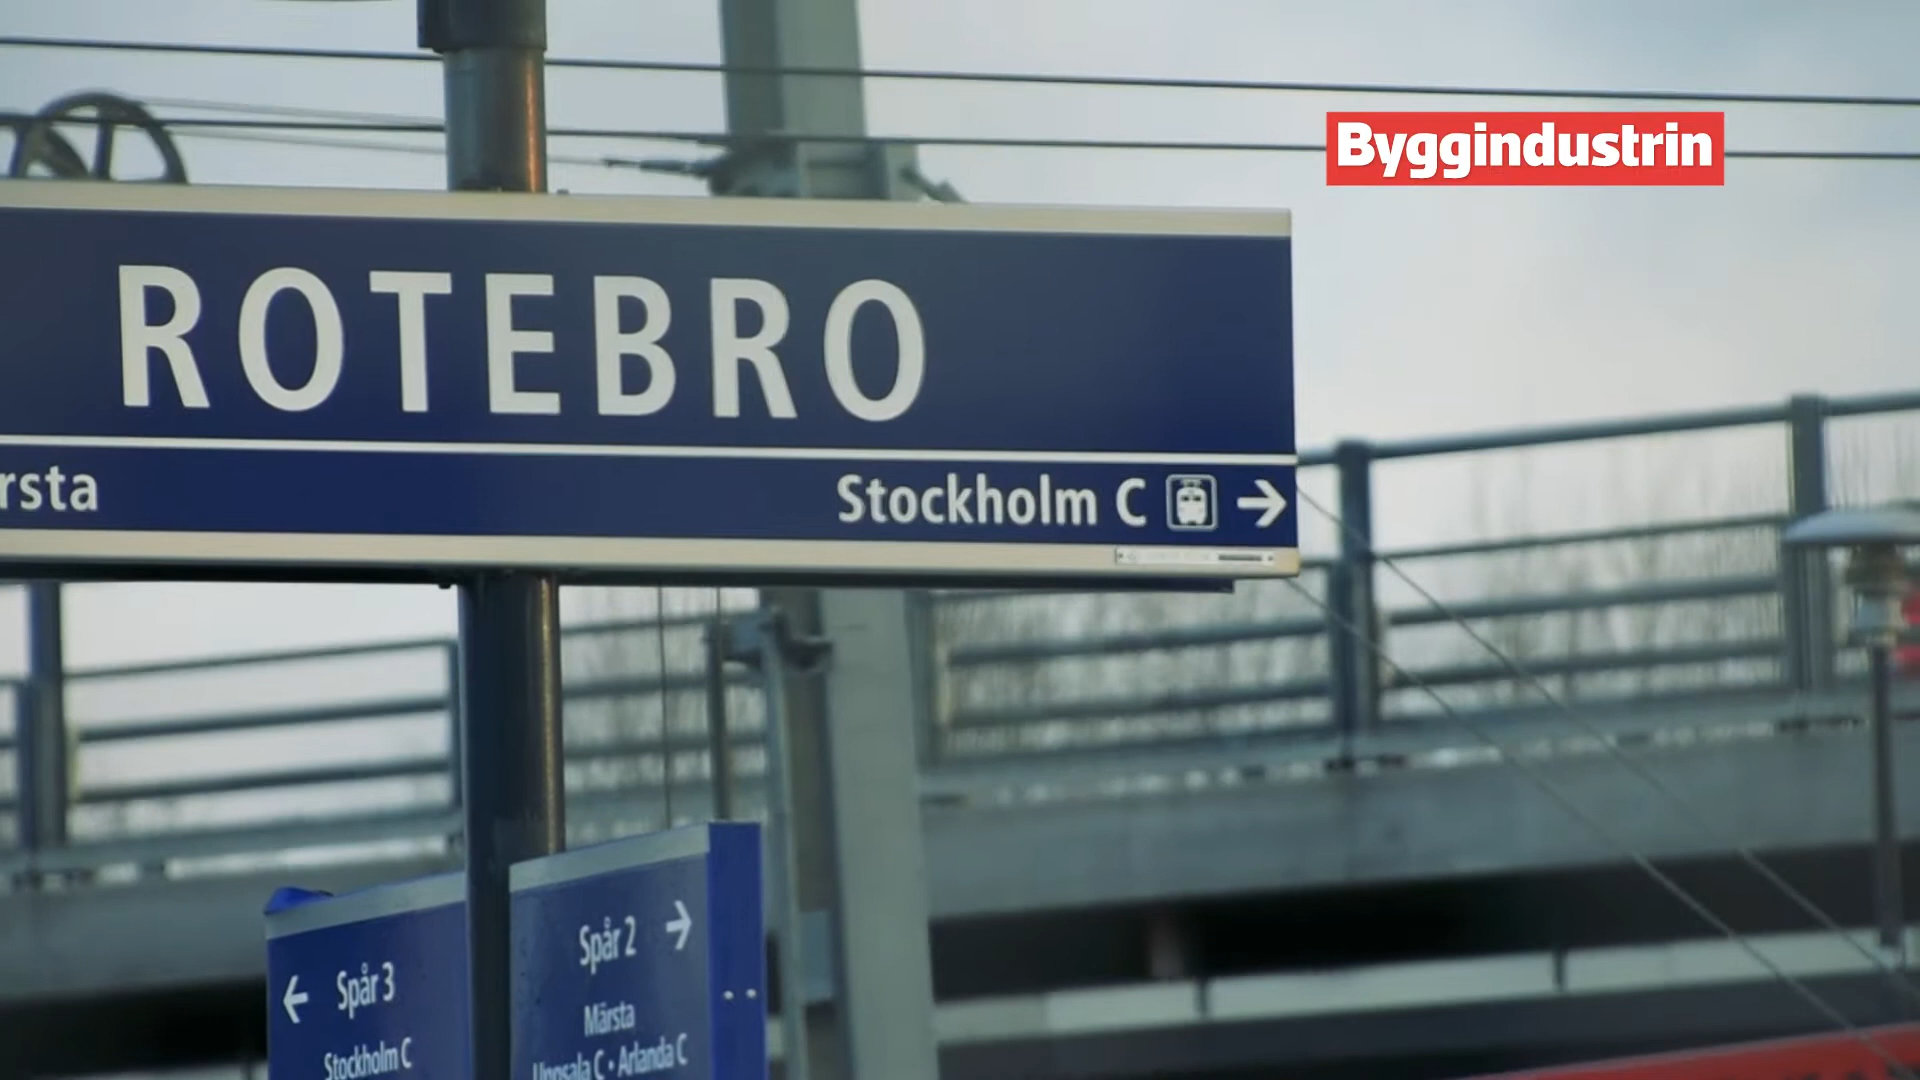 Byggindustrin
ROTEBRO
rsta
Stockholm C →
Spår 2 →
← Spår 3
Märsta
Stockholm C
Uppsala C • Arlanda C